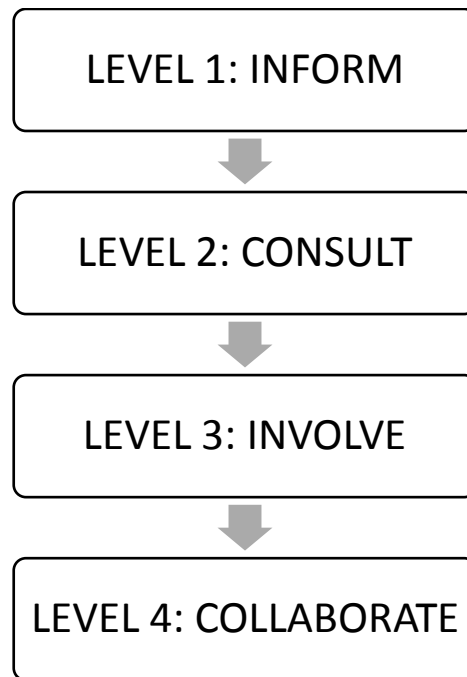 LEVEL 1: INFORM
LEVEL 2: CONSULT
LEVEL 3: INVOLVE
LEVEL 4: COLLABORATE